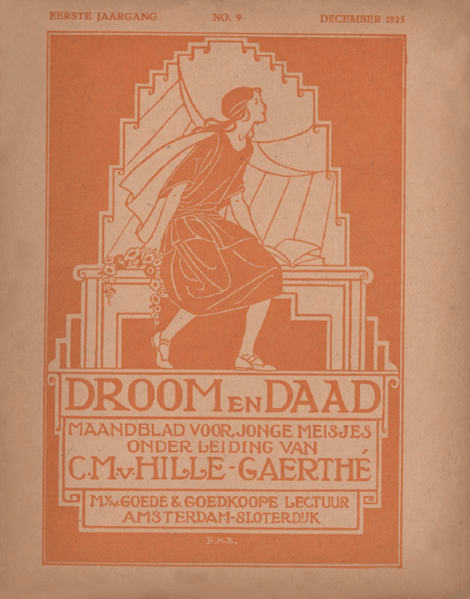 EERSTE JAARGANG NO. 9 DECEMBER 1923
DROOM EN DAAD
MAANDBLAD VOOR JONGE MEISJES
ONDER LEIDING VAN
C. M. v. HILLE-GAERTHÉ
GOEDE & GOEDKOOPE LECTUUR
AMSTERDAM-SLOTERDIJK
B.M.B.